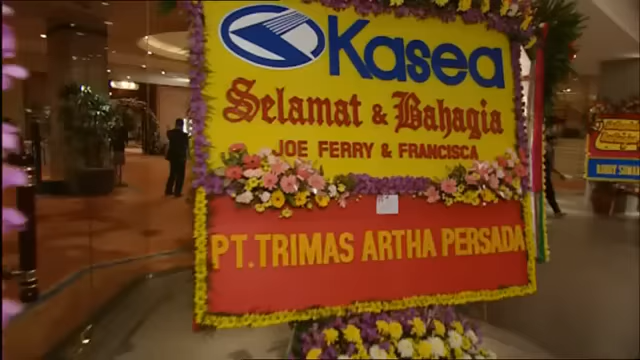 Kasea
Selamat & Bahagia
JOE FERRY & FRANCISCA
PT.TRIMAS ARTHA PERSADA